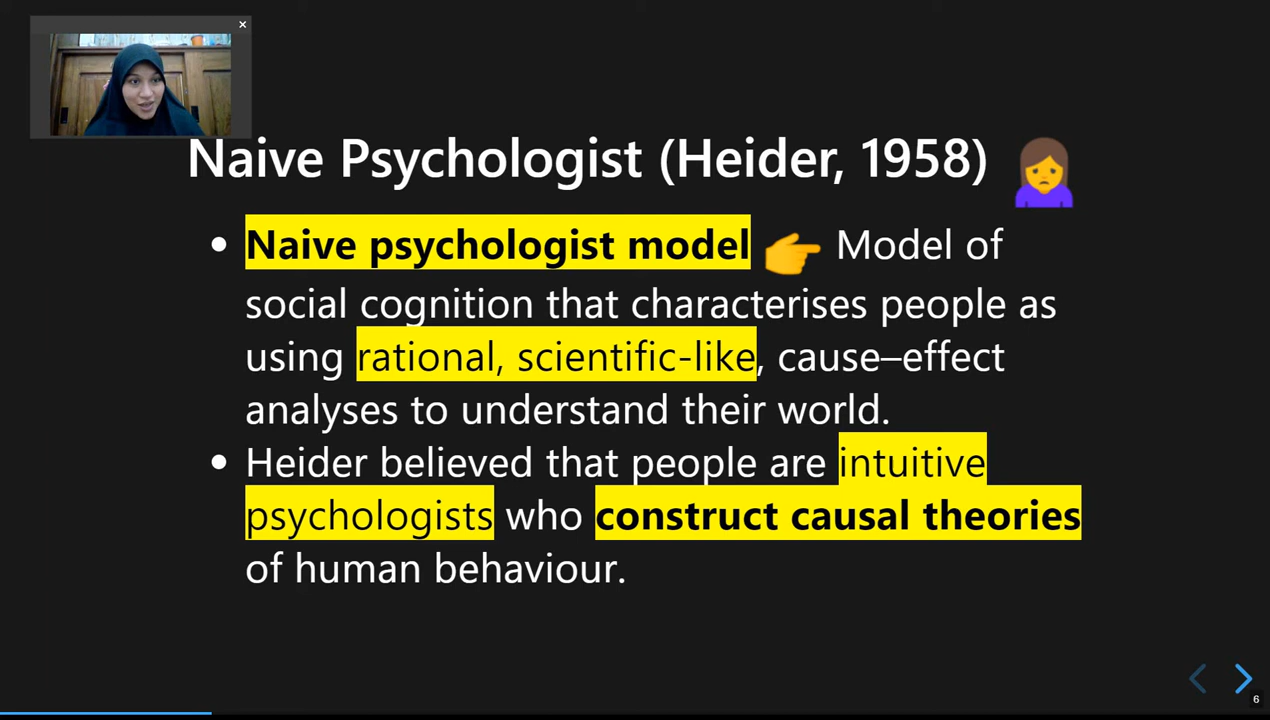 Naive Psychologist (Heider, 1958)
Naive psychologist model Model of
social cognition that characterises people as
using rational, scientific-like, cause–effect
analyses to understand their world.
Heider believed that people are intuitive
psychologists who construct causal theories
of human behaviour.
6